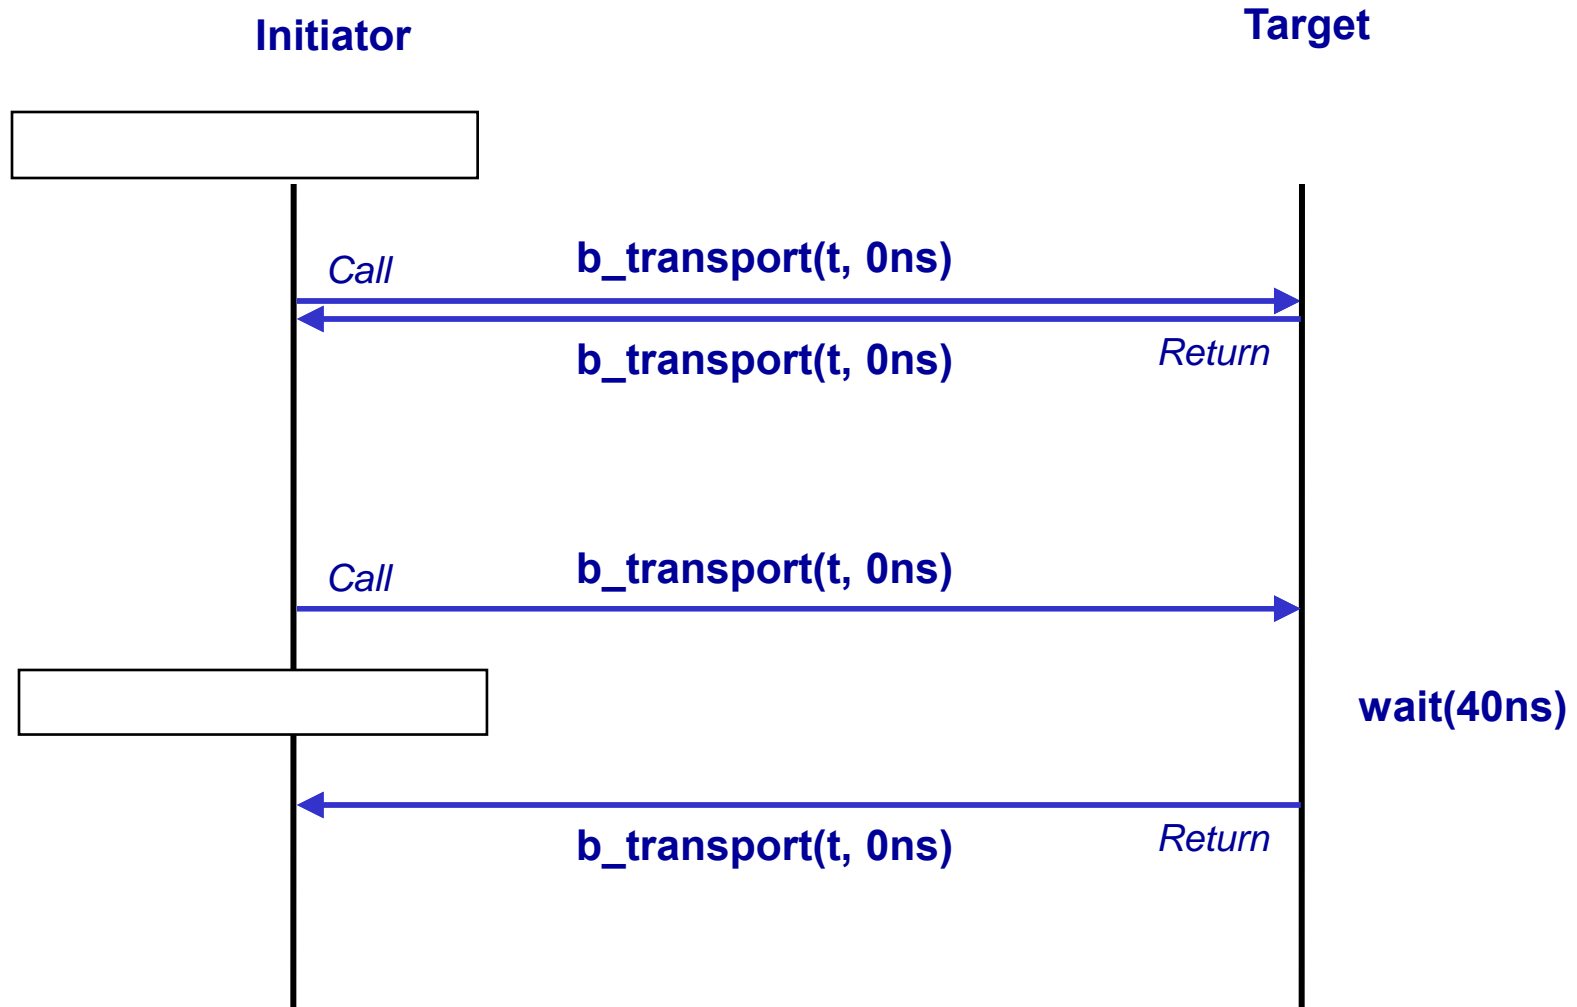 Initiator
Target
Call
b_transport(t, 0ns)
b_transport(t, 0ns)
Return
Call
b_transport(t, 0ns)
wait(40ns)
b_transport(t, 0ns)
Return